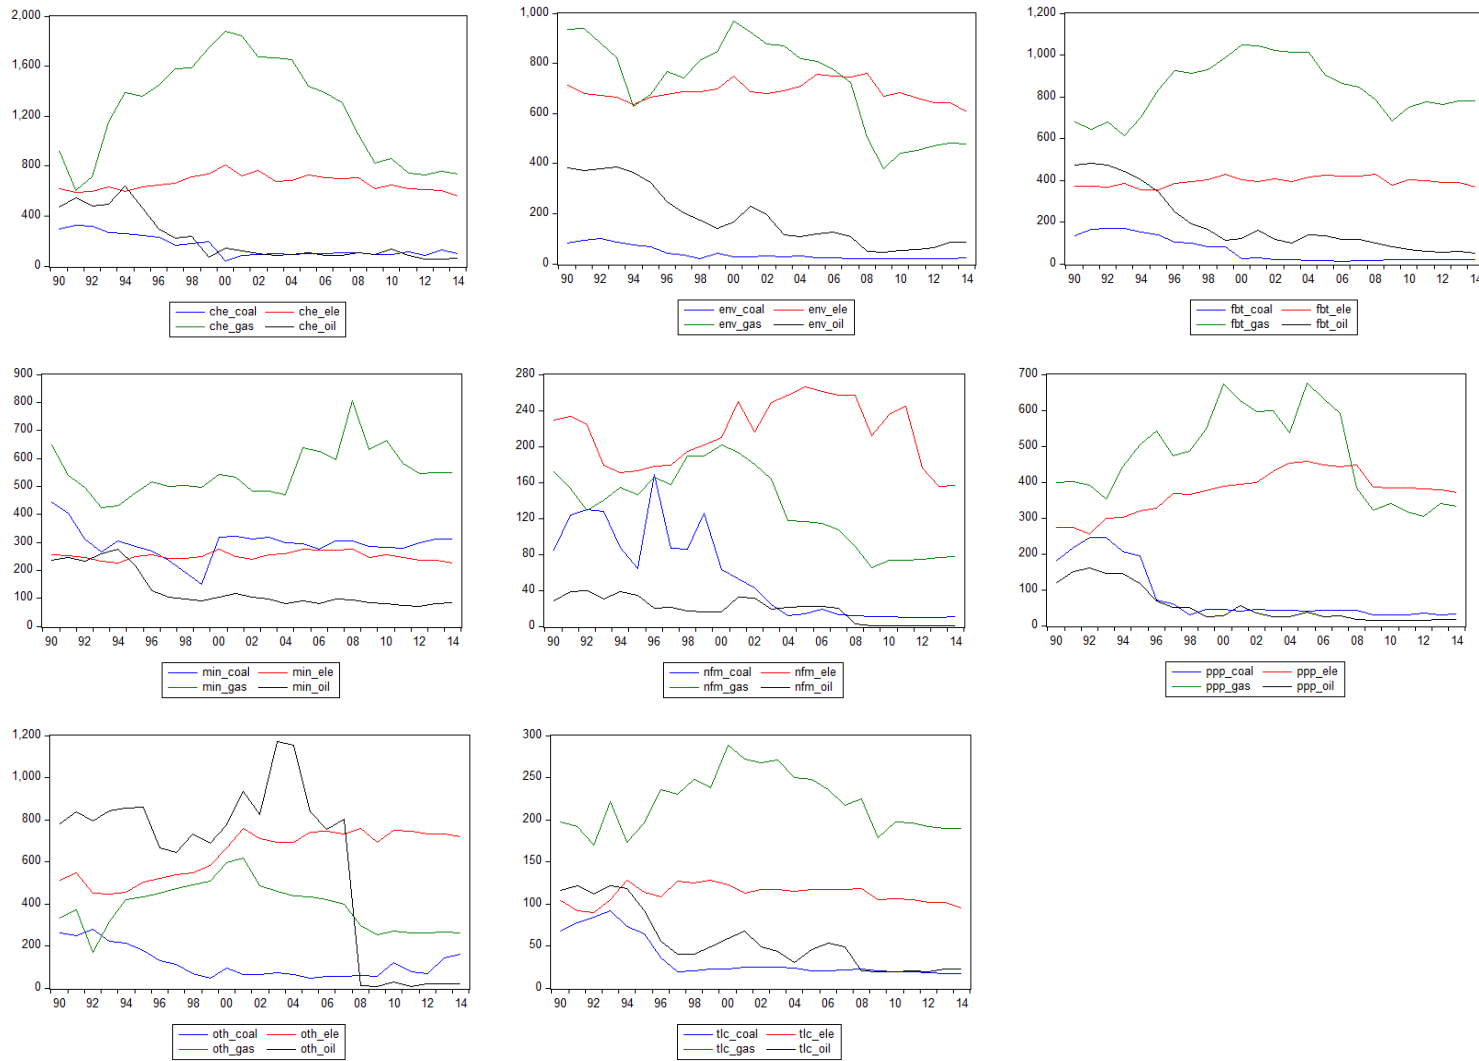 2,000
1,600
1,200
800
400
0
90 92 94 96 98 00 02 04 06 08 10 12 14
che_coal che_ele
che_gas che_oil
1,000
800
600
400
200
0
90 92 94 96 98 00 02 04 06 08 10 12 14
env_coal env_ele
env_gas env_oil
1,200
1,000
800
600
400
200
0
90 92 94 96 98 00 02 04 06 08 10 12 14
fbt_coal fbt_ele
fbt_gas fbt_oil
900
800
700
600
500
400
300
200
100
0
90 92 94 96 98 00 02 04 06 08 10 12 14
min_coal min_ele
min_gas min_oil
280
240
200
160
120
80
40
0
90 92 94 96 98 00 02 04 06 08 10 12 14
nfm_coal nfm_ele
nfm_gas nfm_oil
700
600
500
400
300
200
100
0
90 92 94 96 98 00 02 04 06 08 10 12 14
ppp_coal ppp_ele
ppp_gas ppp_oil
1,200
1,000
800
600
400
200
0
90 92 94 96 98 00 02 04 06 08 10 12 14
oth_coal oth_ele
oth_gas oth_oil
300
250
200
150
100
50
0
90 92 94 96 98 00 02 04 06 08 10 12 14
tlc_coal tlc_ele
tlc_gas tlc_oil